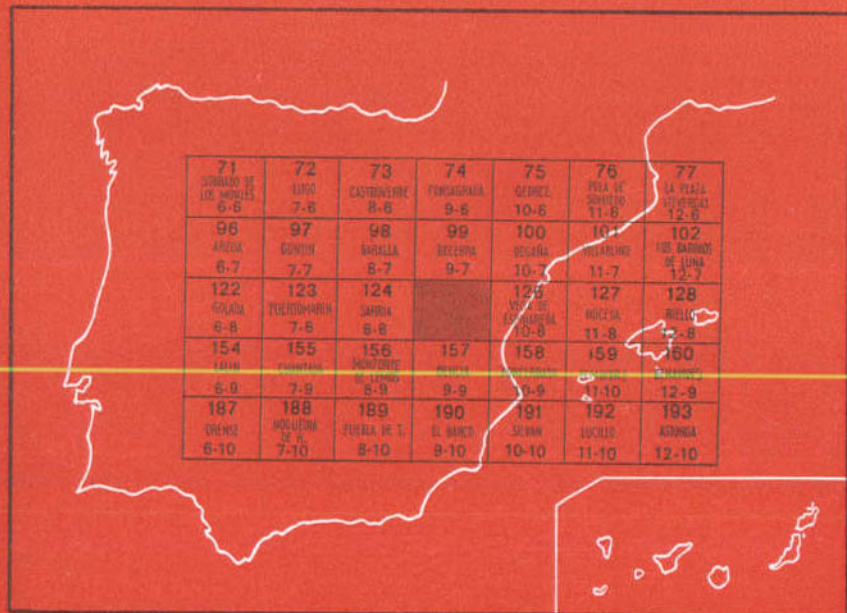 71 72 73 74 75 76 77
SOBRADO DE LOS MONJES LUGO CASTROVERDE FONSAGRADA POLA DE SOMIEDO LA PLAZA
6-6 7-6 8-6 9-6 10-6 11-6 12-6
96 97 98 99 100 101 102
ARZUA GUNTIN BARALLA BECERREA DEGAÑA VILLABLINO LOS BARRIOS DE LUNA
6-7 7-7 8-7 9-7 10-7 11-7 12-7
122 123 124 126 127 128
GOLADA PUERTOMARIN SARRIA VEGA DE NOCEDA RIELLO
6-8 7-8 8-8 10-8 11-8 12-8
154 155 156 157 158 159 160
LALIN CHANTADA MONFORTE DE LEMOS
6-9 7-9 8-9 9-9 10-9 11-10 12-9
187 188 189 190 191 192 193
ORENSE NOGUEIRA DE R. PUEBLA DE T. EL BARCO SILVAN LUCILLO ASTORGA
6-10 7-10 8-10 9-10 10-10 11-10 12-10